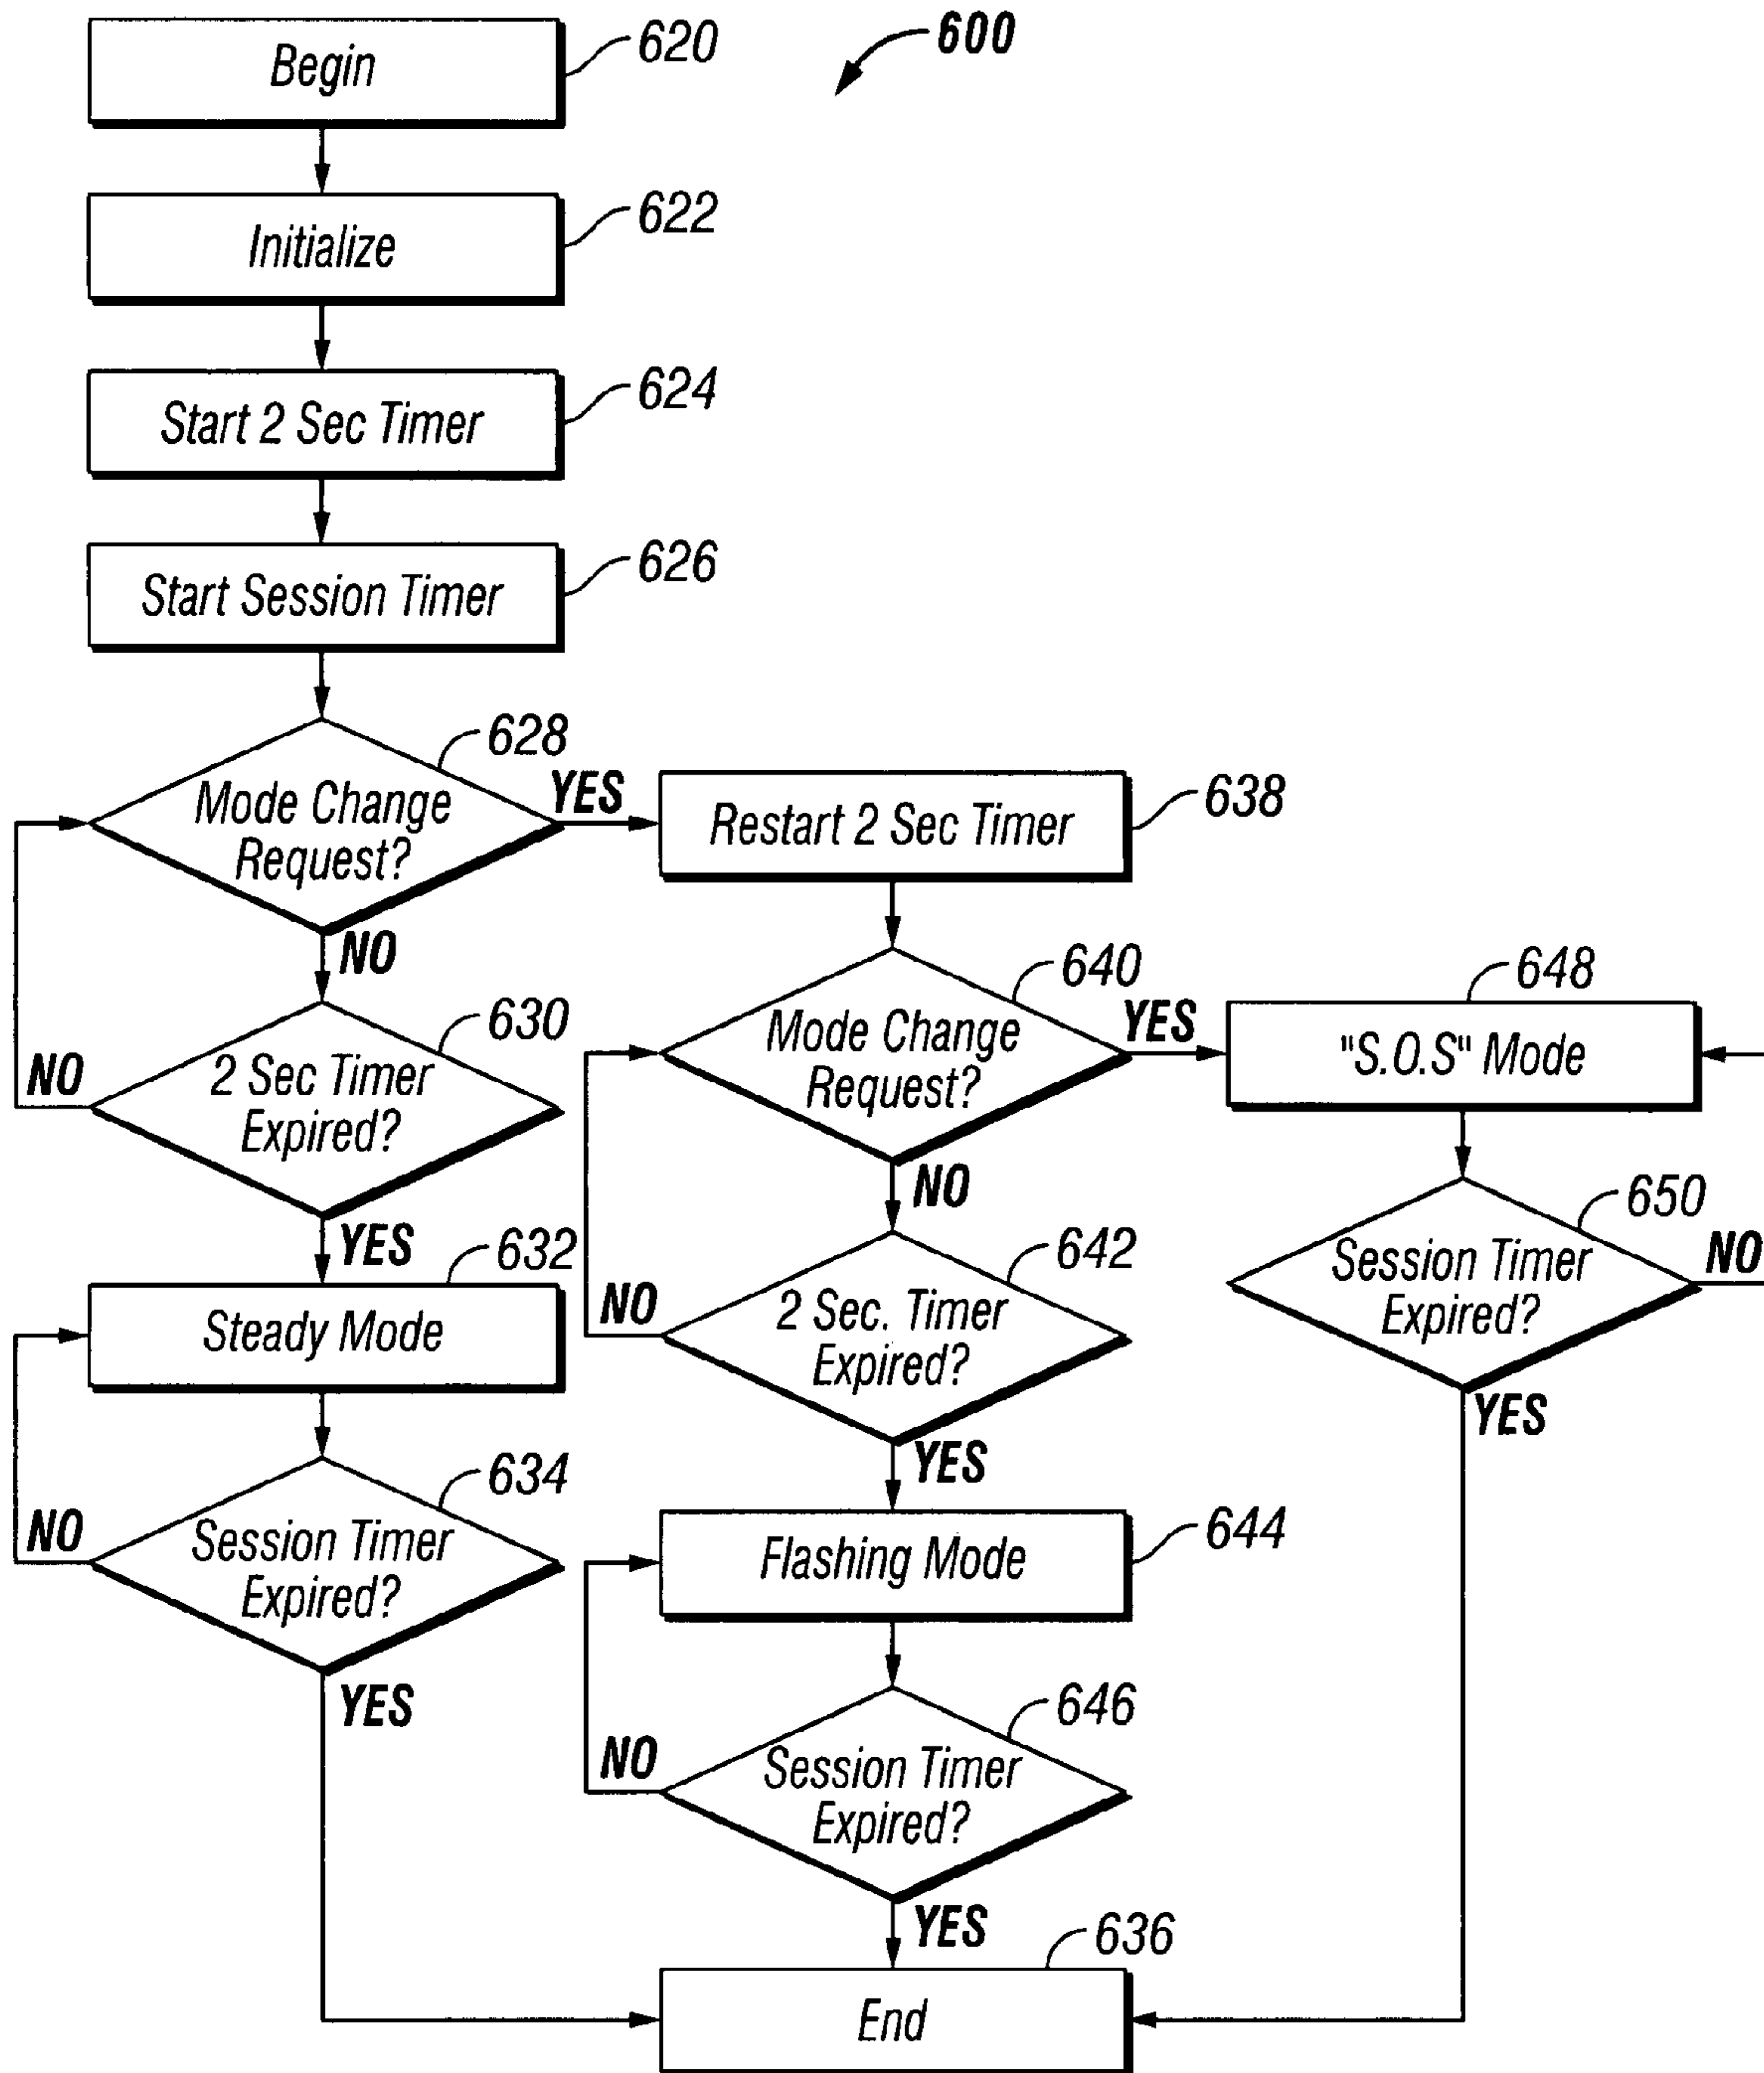 Begin
620
600
Initialize
622
Start 2 Sec Timer
624
Start Session Timer
626
628
Mode Change
Request?
YES
NO
Restart 2 Sec Timer
638
630
2 Sec Timer
Expired?
NO
YES
640
Mode Change
Request?
YES
NO
648
"S.O.S" Mode
632
Steady Mode
642
2 Sec. Timer
Expired?
NO
YES
650
Session Timer
Expired?
NO
YES
634
Session Timer
Expired?
NO
YES
Flashing Mode
644
646
Session Timer
Expired?
NO
YES
636
End